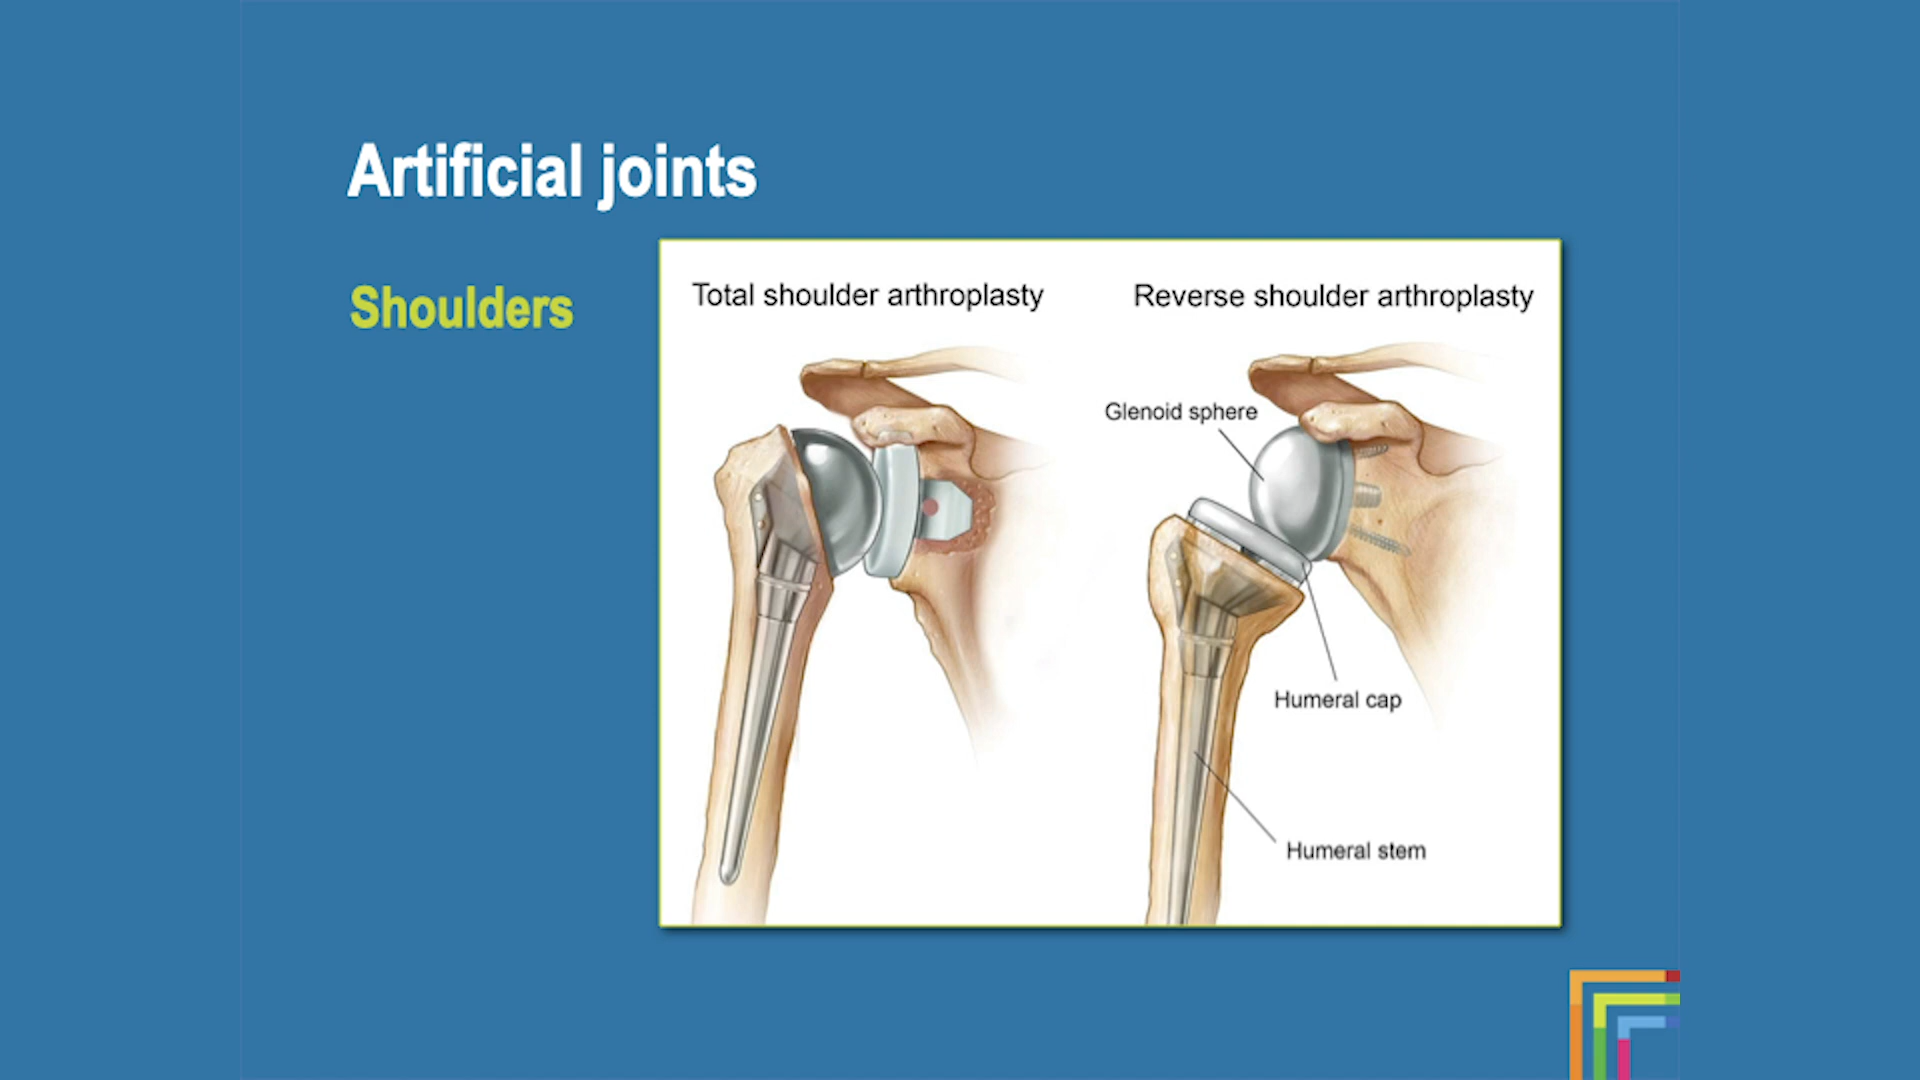 Artificial joints
Shoulders
Total shoulder arthroplasty
Reverse shoulder arthroplasty
Glenoid sphere
Humeral cap
Humeral stem